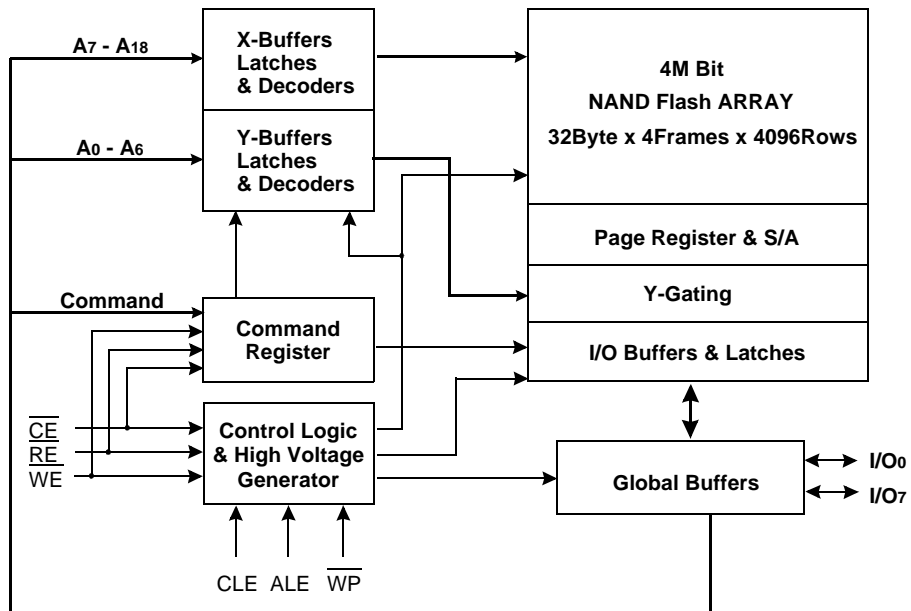 A7 - A18
X-Buffers
Latches
& Decoders
4M Bit
NAND Flash ARRAY
32Byte x 4Frames x 4096Rows
A0 - A6
Y-Buffers
Latches
& Decoders
Page Register & S/A
Y-Gating
Command
Command
Register
I/O Buffers & Latches
CE
RE
WE
Control Logic
& High Voltage
Generator
Global Buffers
I/O0
I/O7
CLE
ALE
WP